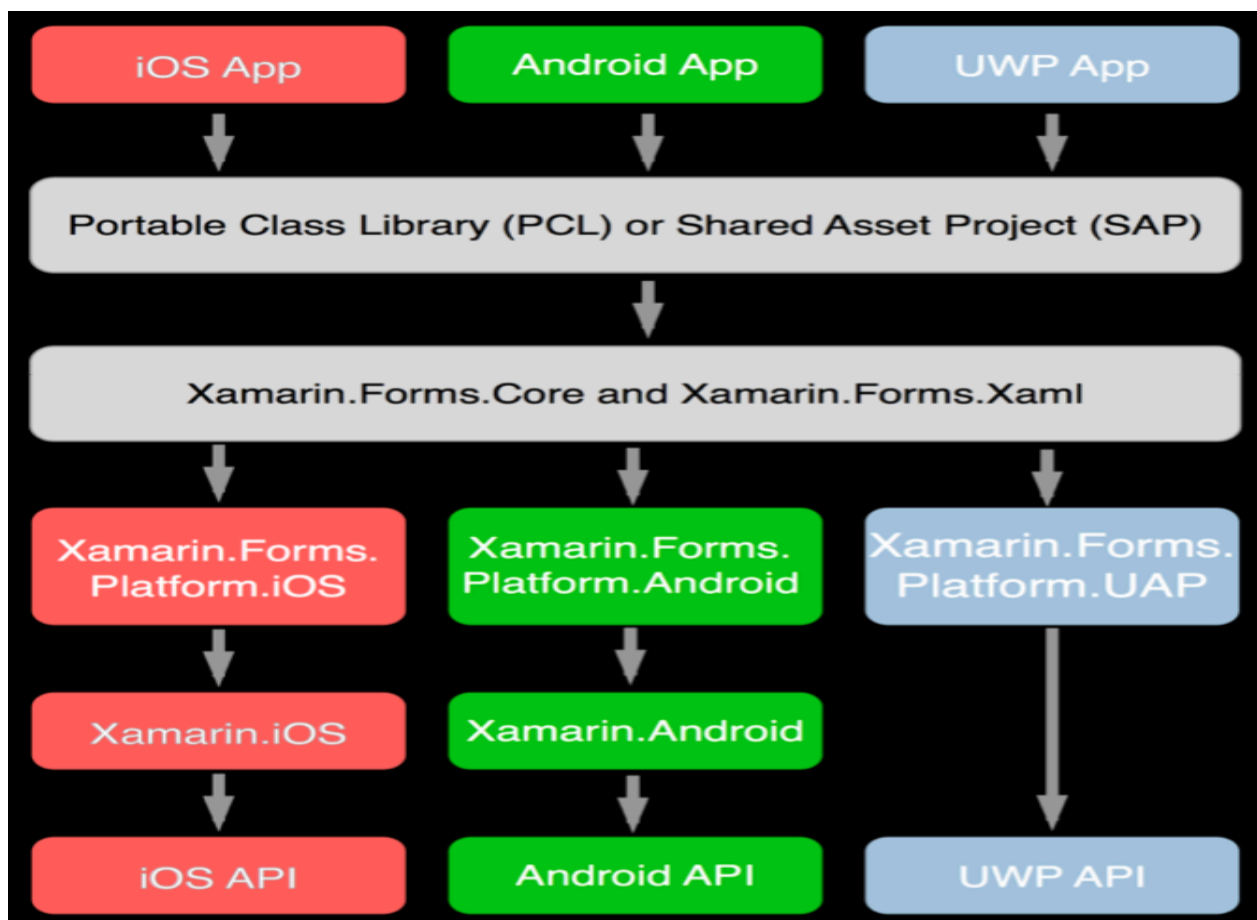 iOS App
Android App
UWP App
Portable Class Library (PCL) or Shared Asset Project (SAP)
Xamarin.Forms.Core and Xamarin.Forms.Xaml
Xamarin.Forms.
Platform.iOS
Xamarin.Forms.
Platform.Android
Xamarin.Forms.
Platform.UAP
Xamarin.iOS
Xamarin.Android
iOS API
Android API
UWP API